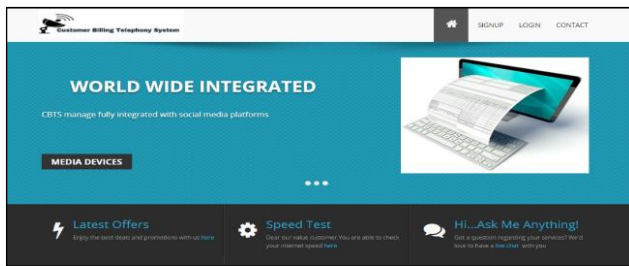 Customer Billing Telephony System
SIGNUP LOGIN CONTACT
WORLD WIDE INTEGRATED
CBTS manage fully integrated with social media platforms
MEDIA DEVICES
Latest Offers
Enjoy the best deals and promotions with us here
Speed Test
Dear our value customer You are able to check
your internet speed here
Hi...Ask Me Anything!
Got a question regarding your services? We'd
love to have a live chat with you